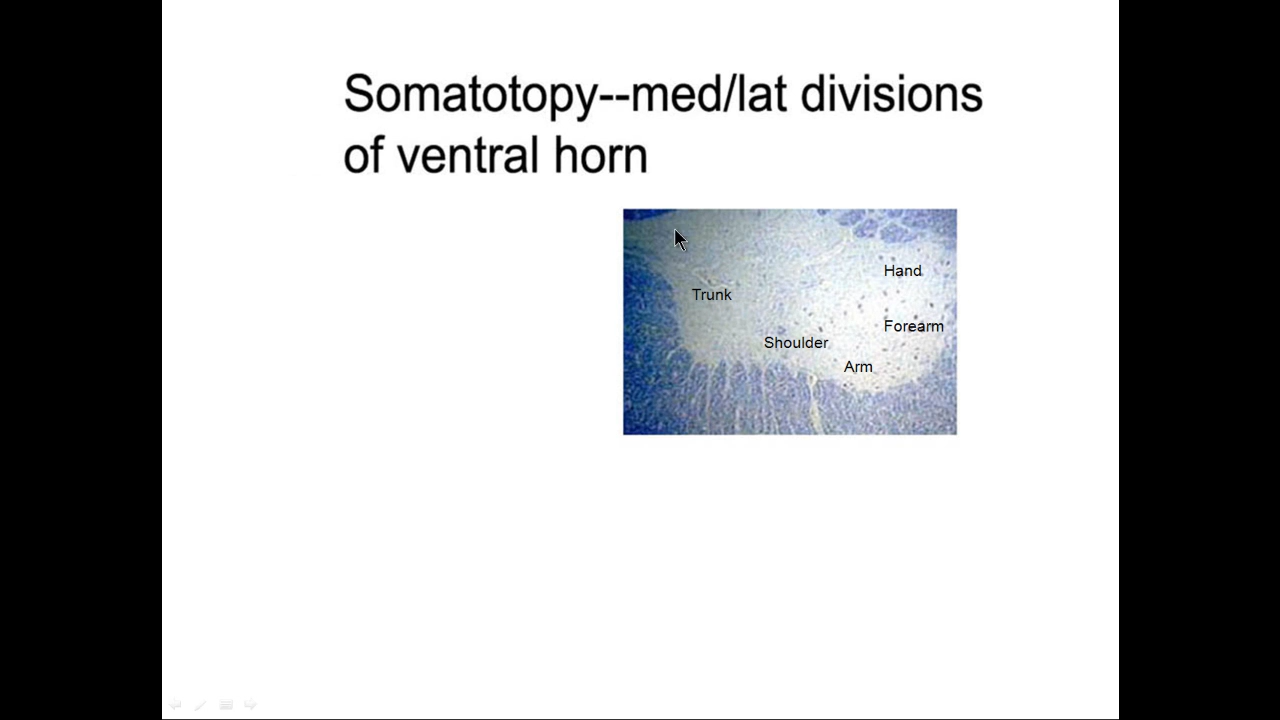 Somatotopy--med/lat divisions
of ventral horn
Hand
Trunk
Forearm
Shoulder
Arm